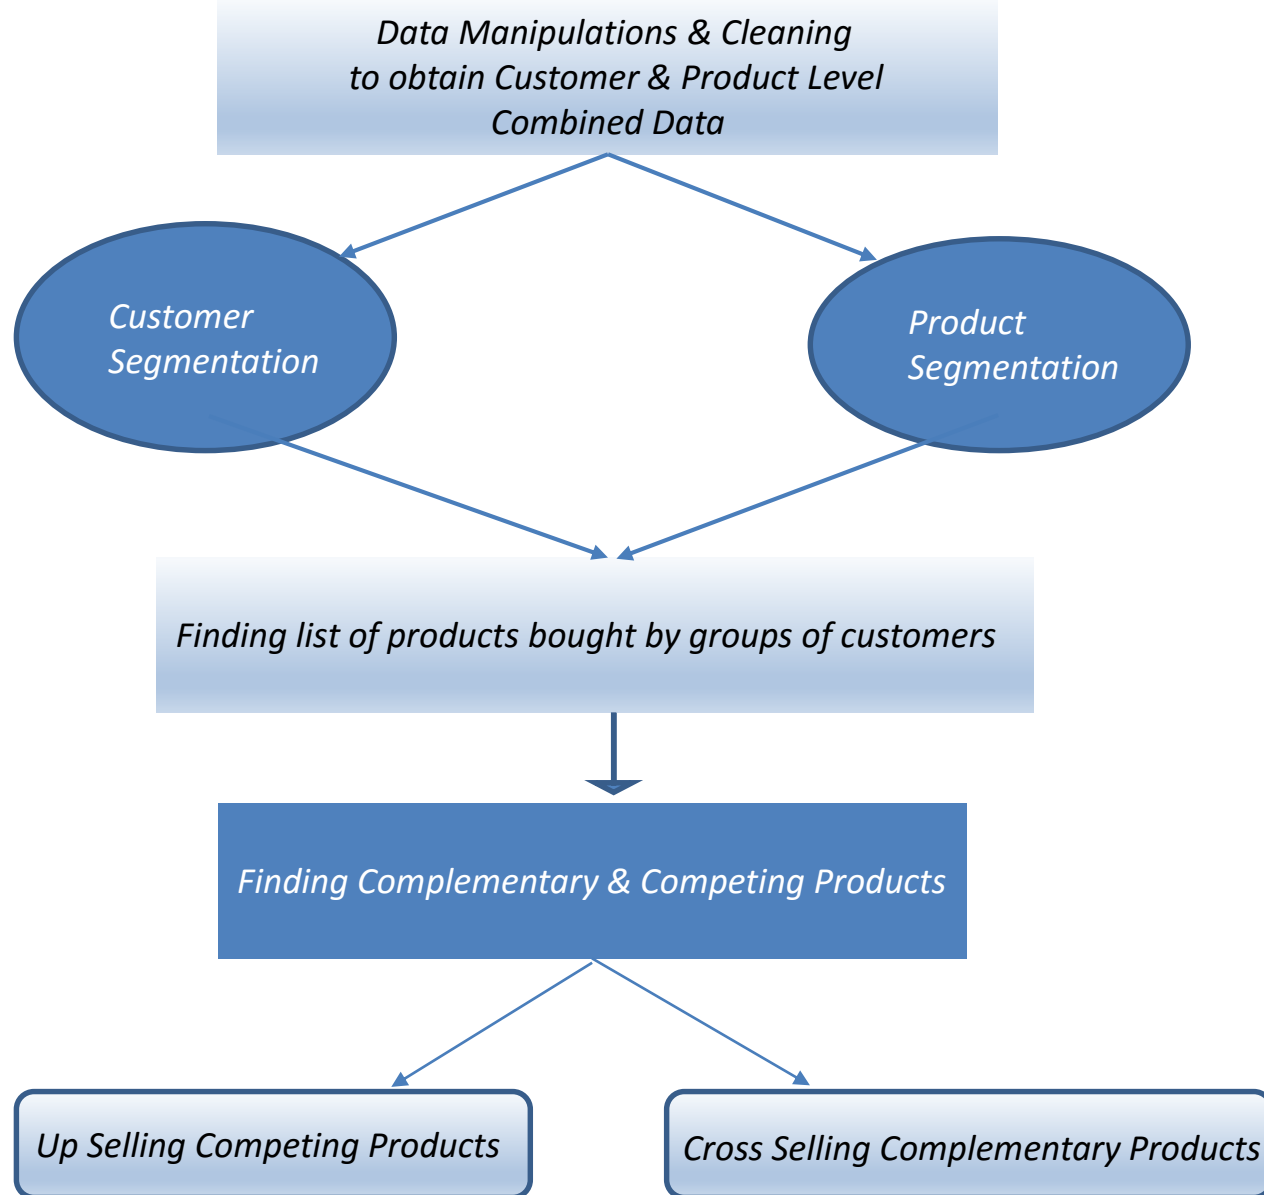 Data Manipulations & Cleaning
to obtain Customer & Product Level
Combined Data
Customer
Segmentation
Product
Segmentation
Finding list of products bought by groups of customers
Finding Complementary & Competing Products
Up Selling Competing Products
Cross Selling Complementary Products